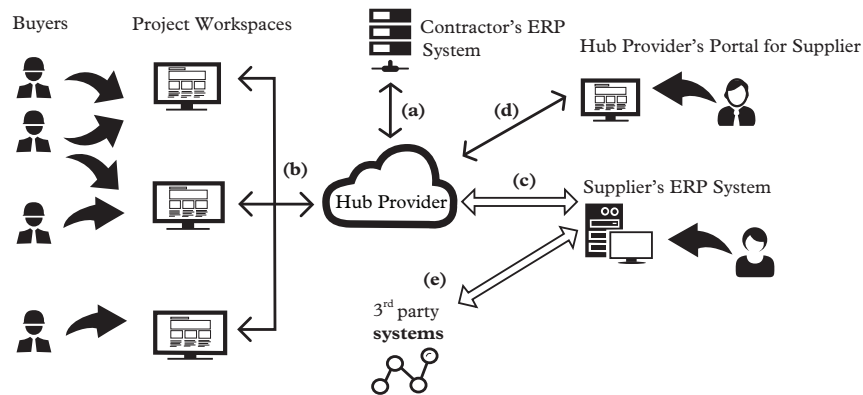 Buyers
Project Workspaces
Contractor's ERP
System
Hub Provider's Portal for Supplier
(a)
(d)
(b)
Hub Provider
(c)
Supplier's ERP System
(e)
3rd party
systems